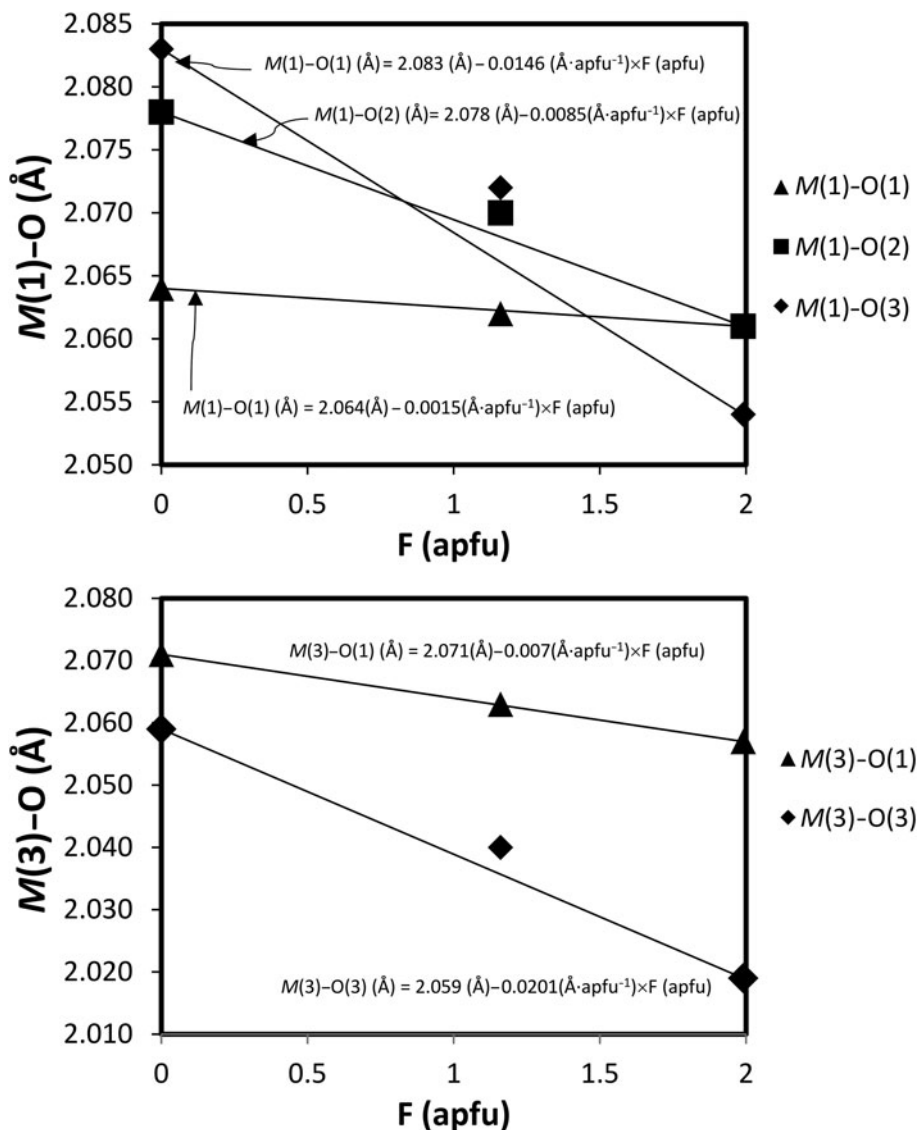 2.085
2.080
2.075
2.070
2.065
2.060
2.055
2.050
M(1)–O (Å)
M(1)–O(1) (Å)= 2.083 (Å)–0.0146 (Å·apfu⁻¹)×F (apfu)
M(1)–O(2) (Å)= 2.078 (Å)–0.0085(Å·apfu⁻¹)×F (apfu)
M(1)–O(1) (Å) = 2.064(Å)–0.0015(Å·apfu⁻¹)×F (apfu)
M(1)–O(1)
M(1)–O(2)
M(1)–O(3)
0 0.5 1 1.5 2
F (apfu)
2.080
2.070
2.060
2.050
2.040
2.030
2.020
2.010
M(3)–O (Å)
M(3)–O(1) (Å) = 2.071(Å)–0.007(Å·apfu⁻¹)×F (apfu)
M(3)–O(3) (Å) = 2.059 (Å)–0.0201(Å·apfu⁻¹)×F (apfu)
M(3)–O(1)
M(3)–O(3)
0 0.5 1 1.5 2
F (apfu)